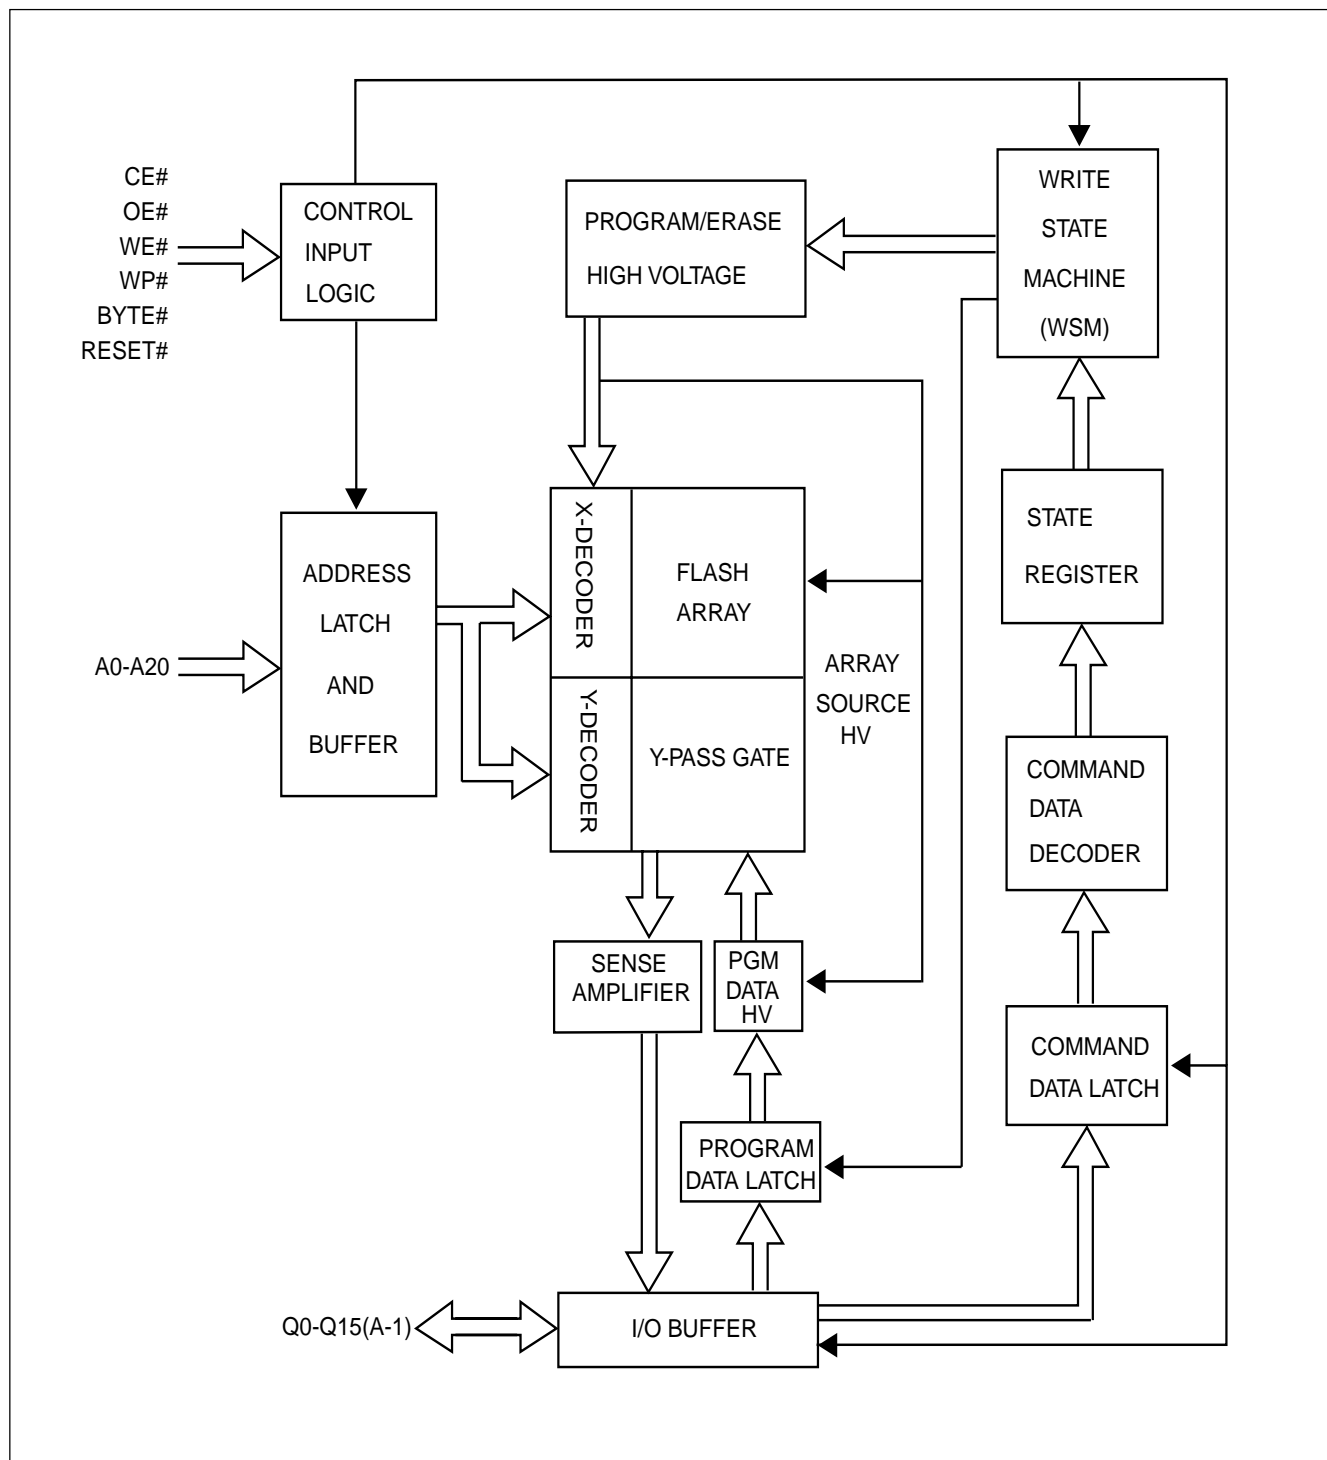 CE#
OE#
WE#
WP#
BYTE#
RESET#
CONTROL
INPUT
LOGIC
PROGRAM/ERASE
HIGH VOLTAGE
WRITE
STATE
MACHINE
(WSM)
A0-A20
ADDRESS
LATCH
AND
BUFFER
X-DECODER
FLASH
ARRAY
Y-DECODER
Y-PASS GATE
ARRAY
SOURCE
HV
STATE
REGISTER
COMMAND
DATA
DECODER
SENSE
AMPLIFIER
PGM
DATA
HV
COMMAND
DATA LATCH
PROGRAM
DATA LATCH
Q0-Q15(A-1)
I/O BUFFER